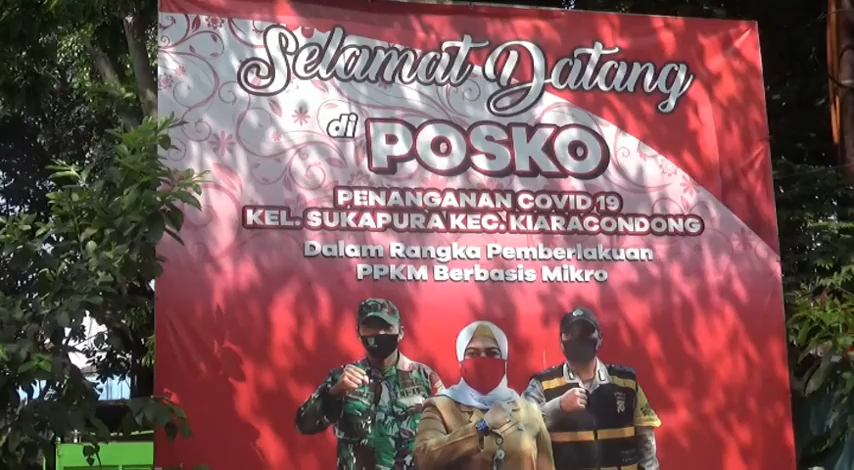 Selamat Datang
di POSKO
PENANGANAN COVID 19
KEL. SUKAPURA KEC. KIARACONDONG
Dalam Rangka Pemberlakuan
PPKM Berbasis Mikro